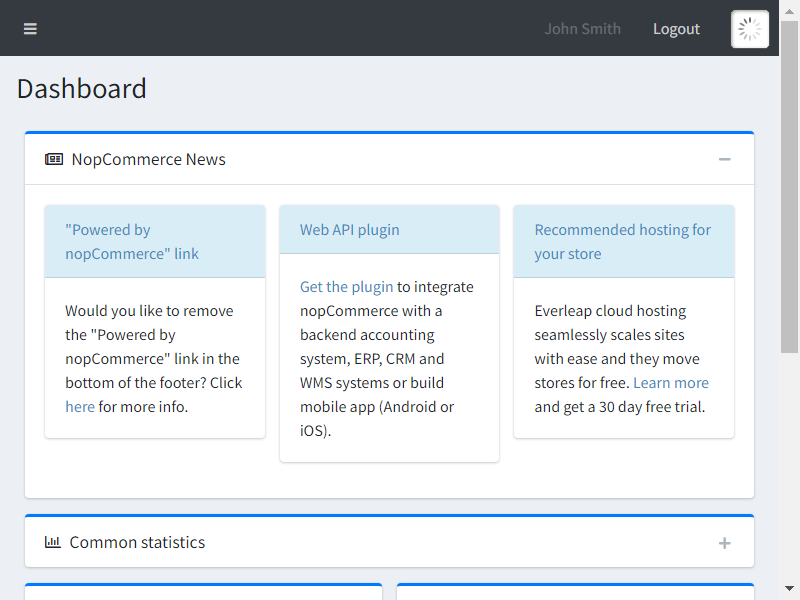 John Smith
Logout
Dashboard
NopCommerce News
"Powered by
nopCommerce" link
Would you like to remove
the "Powered by
nopCommerce" link in the
bottom of the footer? Click
here for more info.
Web API plugin
Get the plugin to integrate
nopCommerce with a
backend accounting
system, ERP, CRM and
WMS systems or build
mobile app (Android or
iOS).
Recommended hosting for
your store
Everleap cloud hosting
seamlessly scales sites
with ease and they move
stores for free. Learn more
and get a 30 day free trial.
Common statistics